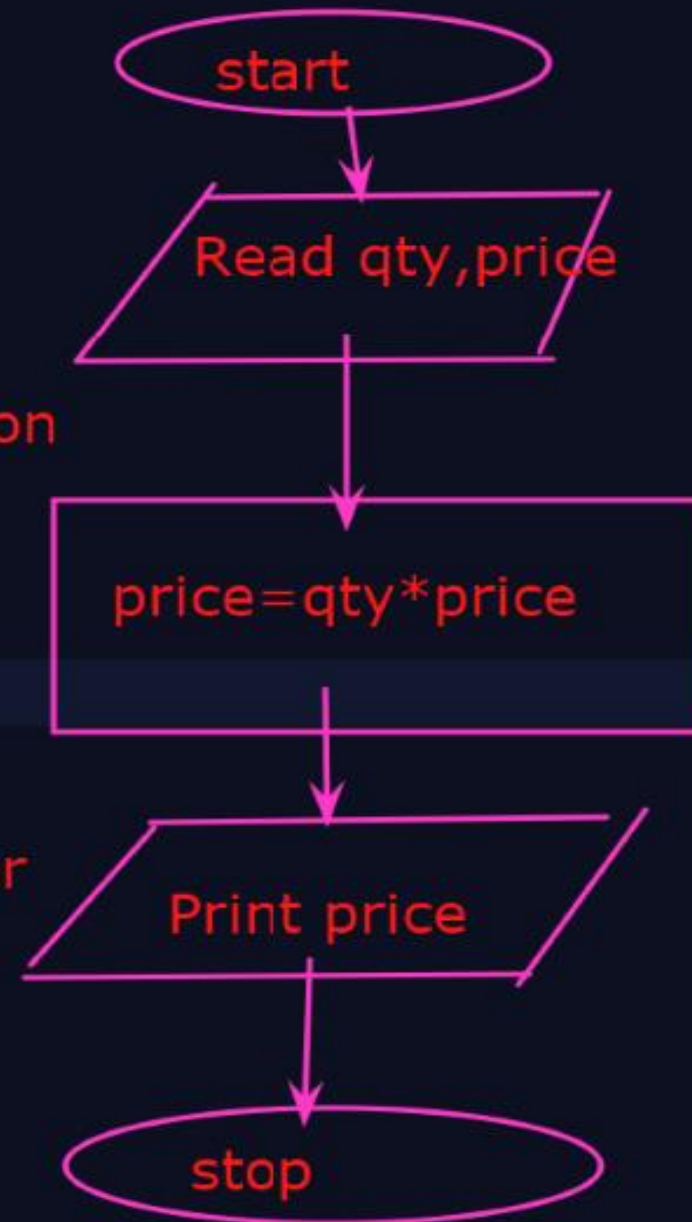 start
Read qty,price
on
price=qty*price
r
Print price
stop